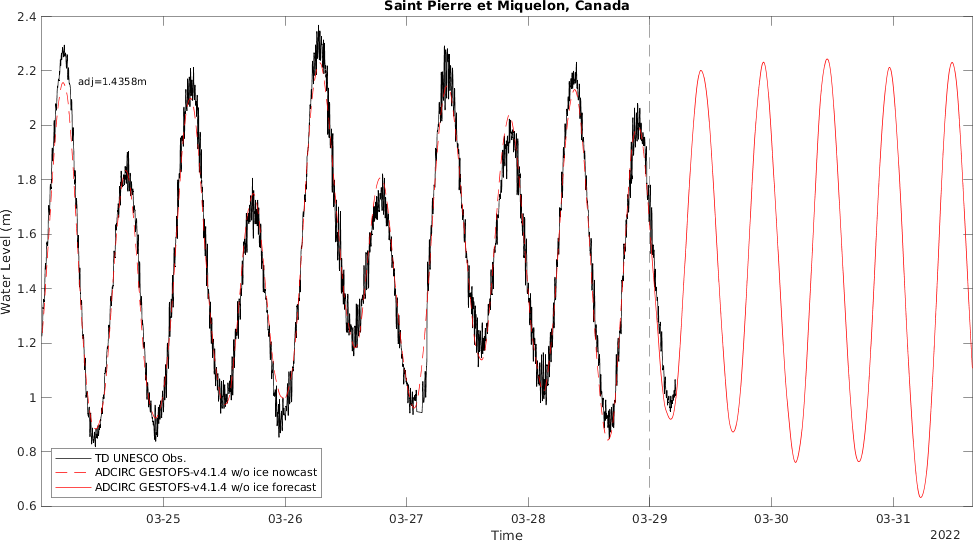 Saint Pierre et Miquelon, Canada
2.4
2.2
2
1.8
1.6
1.4
1.2
1
0.8
0.6
Water Level (m)
adj=1.4358m
TD UNESCO Obs.
ADCIRC GESTOFS-v4.1.4 w/o ice nowcast
ADCIRC GESTOFS-v4.1.4 w/o ice forecast
03-25 03-26 03-27 03-28 03-29 03-30 03-31
Time
2022